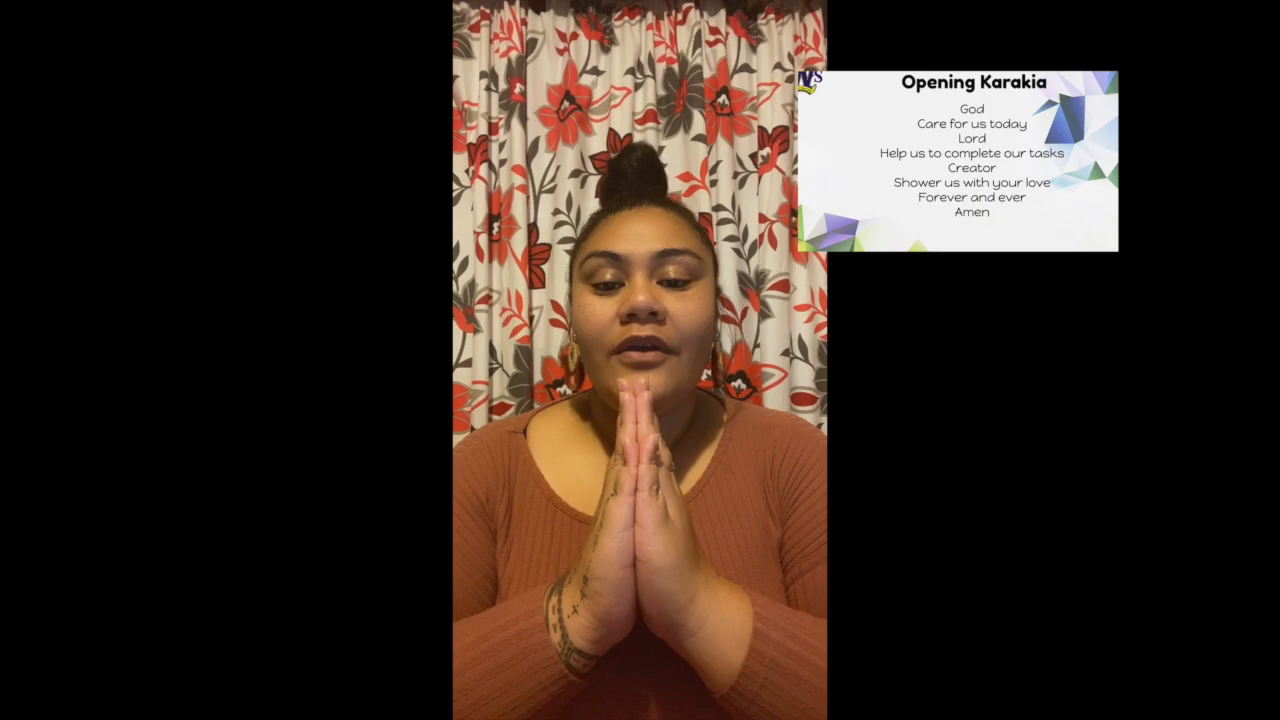 Opening Karakia
God
Care for us today
Lord
Help us to complete our tasks
Creator
Shower us with your love
Forever and ever
Amen